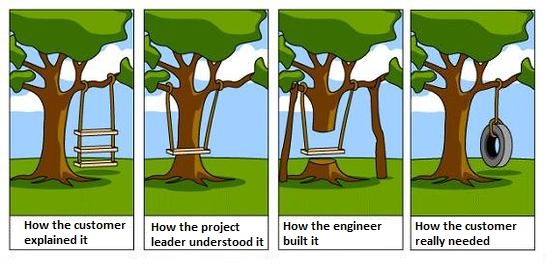 How the customer
explained it
How the project
leader understood it
How the engineer
built it
How the customer
really needed